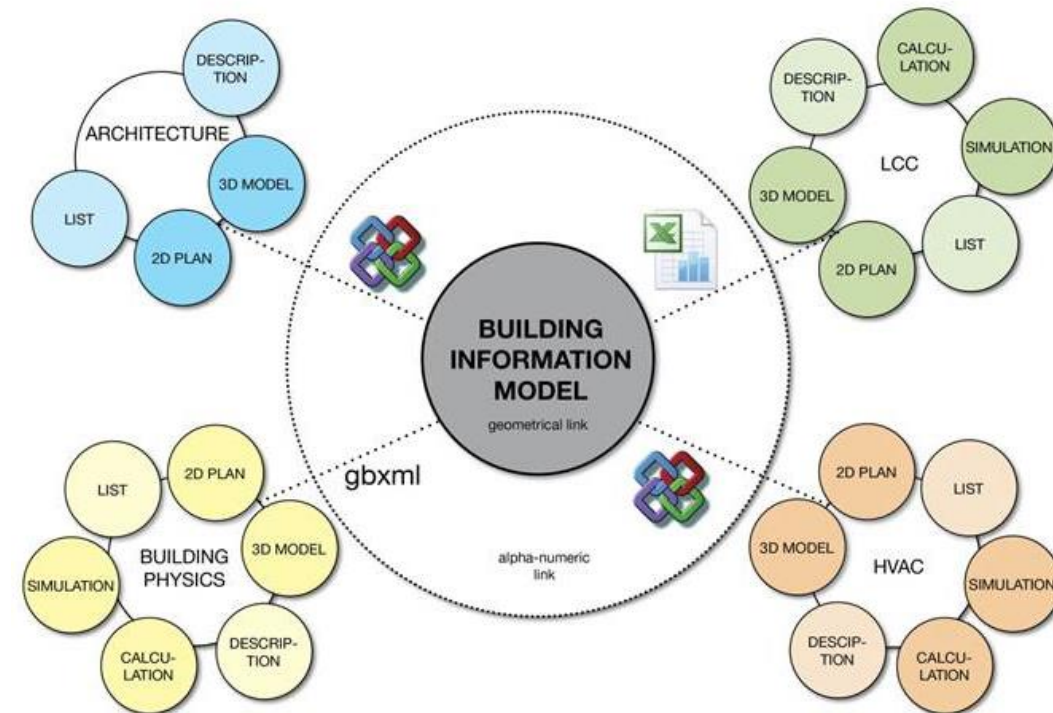 DESCRIP-
TION
ARCHITECTURE
3D MODEL
LIST
2D PLAN
CALCU-
LATION
DESCRIP-
TION
SIMULATION
LCC
3D MODEL
LIST
2D PLAN
X
BUILDING
INFORMATION
MODEL
geometrical link
gbxml
alpha-numeric
link
2D PLAN
LIST
3D MODEL
BUILDING
PHYSICS
SIMULATION
DESCRIP-
TION
CALCU-
LATION
2D PLAN
LIST
3D MODEL
HVAC
SIMULATION
DESCIP-
TION
CALCU-
LATION